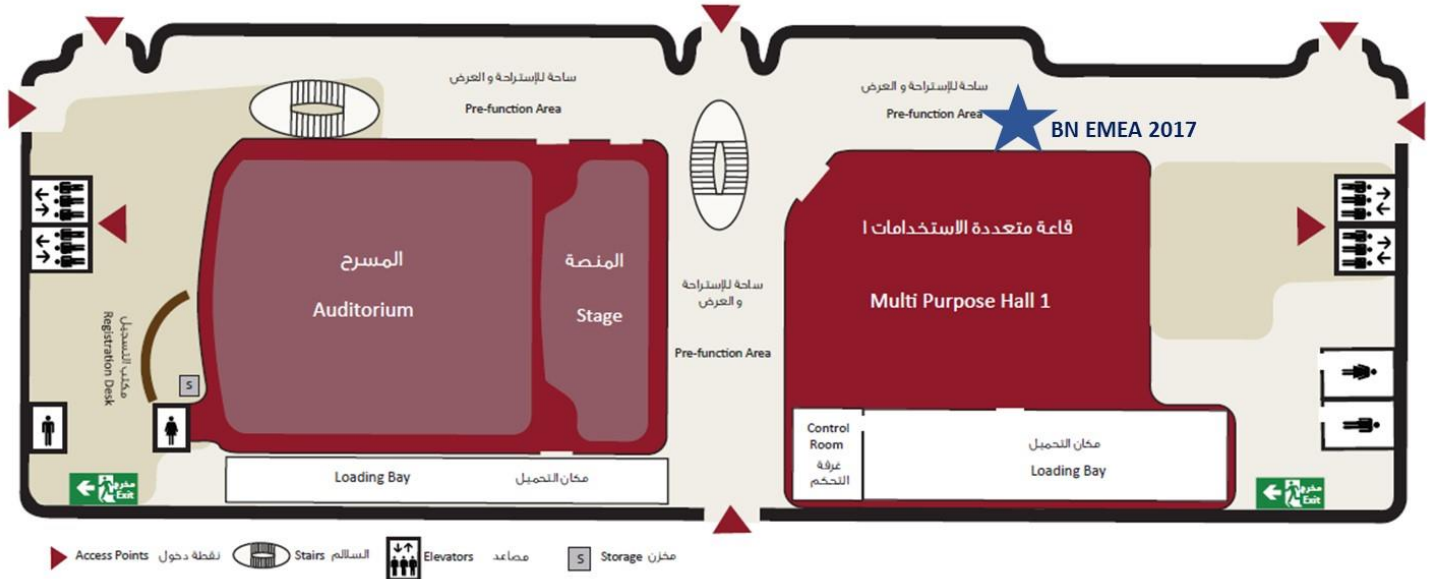 ساحة للإستراحة و العرض
Pre-function Area
ساحة للإستراحة و العرض
Pre-function Area
BN EMEA 2017
المسرح
Auditorium
المنصة
Stage
ساحة للإستراحة
و العرض
Pre-function Area
قاعة متعددة الاستخدامات ١
Multi Purpose Hall 1
مكتب التسجيل
Registration Desk
S
Control
Room
غرفة
التحكم
مكان التحميل
Loading Bay
Loading Bay مكان التحميل
مخرج
Exit
مخرج
Exit
Access Points نقطة دخول
Stairs السلالم
Elevators مصاعد
S Storage مخزن